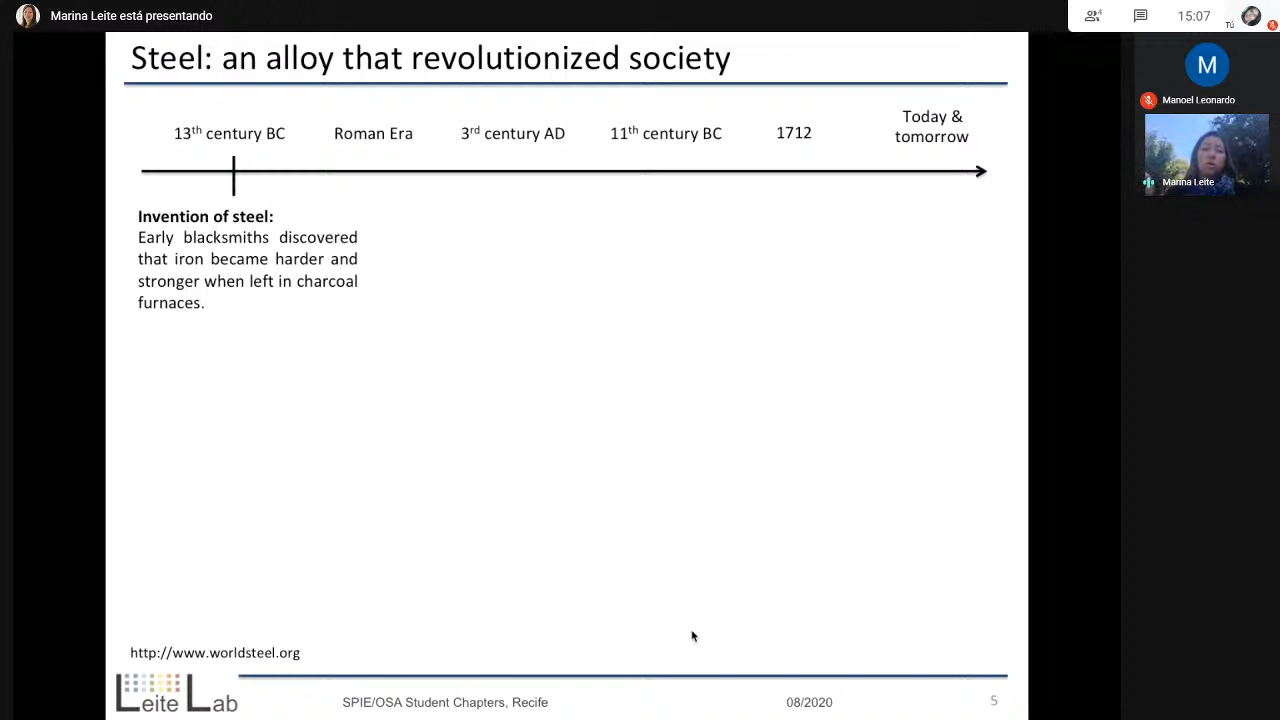 Marina Leite está presentando
4
15:07
Tú
M
Manoel Leonardo
Marina Leite
Steel: an alloy that revolutionized society
13th century BC
Roman Era
3rd century AD
11th century BC
1712
Today &
tomorrow
Invention of steel:
Early blacksmiths discovered
that iron became harder and
stronger when left in charcoal
furnaces.
http://www.worldsteel.org
Leite Lab
SPIE/OSA Student Chapters, Recife
08/2020
5